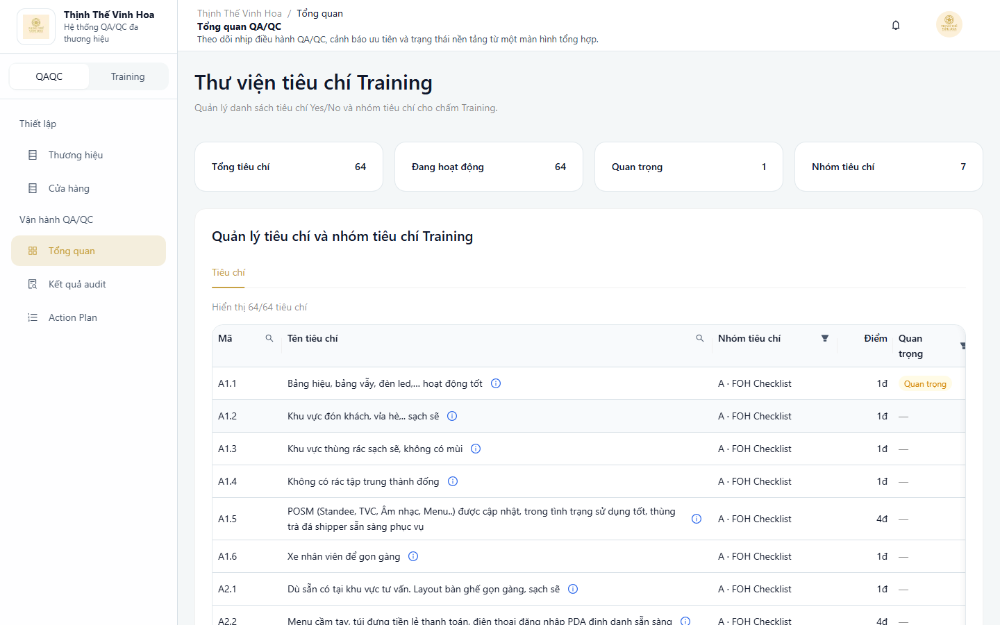 Thịnh Thế Vinh Hoa
Hệ thống QA/QC đa
thương hiệu
QAQC
Training
Thiết lập
Thương hiệu
Cửa hàng
Vận hành QA/QC
Tổng quan
Kết quả audit
Action Plan
Thịnh Thế Vinh Hoa / Tổng quan
Tổng quan QA/QC
Theo dõi nhịp điều hành QA/QC, cảnh báo ưu tiên và trạng thái nền tảng từ một màn hình tổng hợp.
Thư viện tiêu chí Training
Quản lý danh sách tiêu chí Yes/No và nhóm tiêu chí cho chấm Training.
Tổng tiêu chí 64
Đang hoạt động 64
Quan trọng 1
Nhóm tiêu chí 7
Quản lý tiêu chí và nhóm tiêu chí Training
Tiêu chí
Hiển thị 64/64 tiêu chí
Mã Tên tiêu chí Nhóm tiêu chí Điểm Quan
trọng
A1.1 Bảng hiệu, bảng vẫy, đèn led,... hoạt động tốt A · FOH Checklist 1đ Quan trọng
A1.2 Khu vực đón khách, vỉa hè,.. sạch sẽ A · FOH Checklist 1đ —
A1.3 Khu vực thùng rác sạch sẽ, không có mùi A · FOH Checklist 1đ —
A1.4 Không có rác tập trung thành đống A · FOH Checklist 1đ —
A1.5 POSM (Standee, TVC, Âm nhạc, Menu..) được cập nhật, trong tình trạng sử dụng tốt, thùng
trà đá shipper sẵn sàng phục vụ A · FOH Checklist 4đ —
A1.6 Xe nhân viên để gọn gàng A · FOH Checklist 1đ —
A2.1 Dù sẵn có tại khu vực tư vấn. Layout bàn ghế gọn gàng, sạch sẽ A · FOH Checklist 1đ —
A2.2 Menu cầm tay, túi đựng tiền lẻ thanh toán, điện thoại đăng nhập PDA định danh sẵn sàng A · FOH Checklist 4đ —